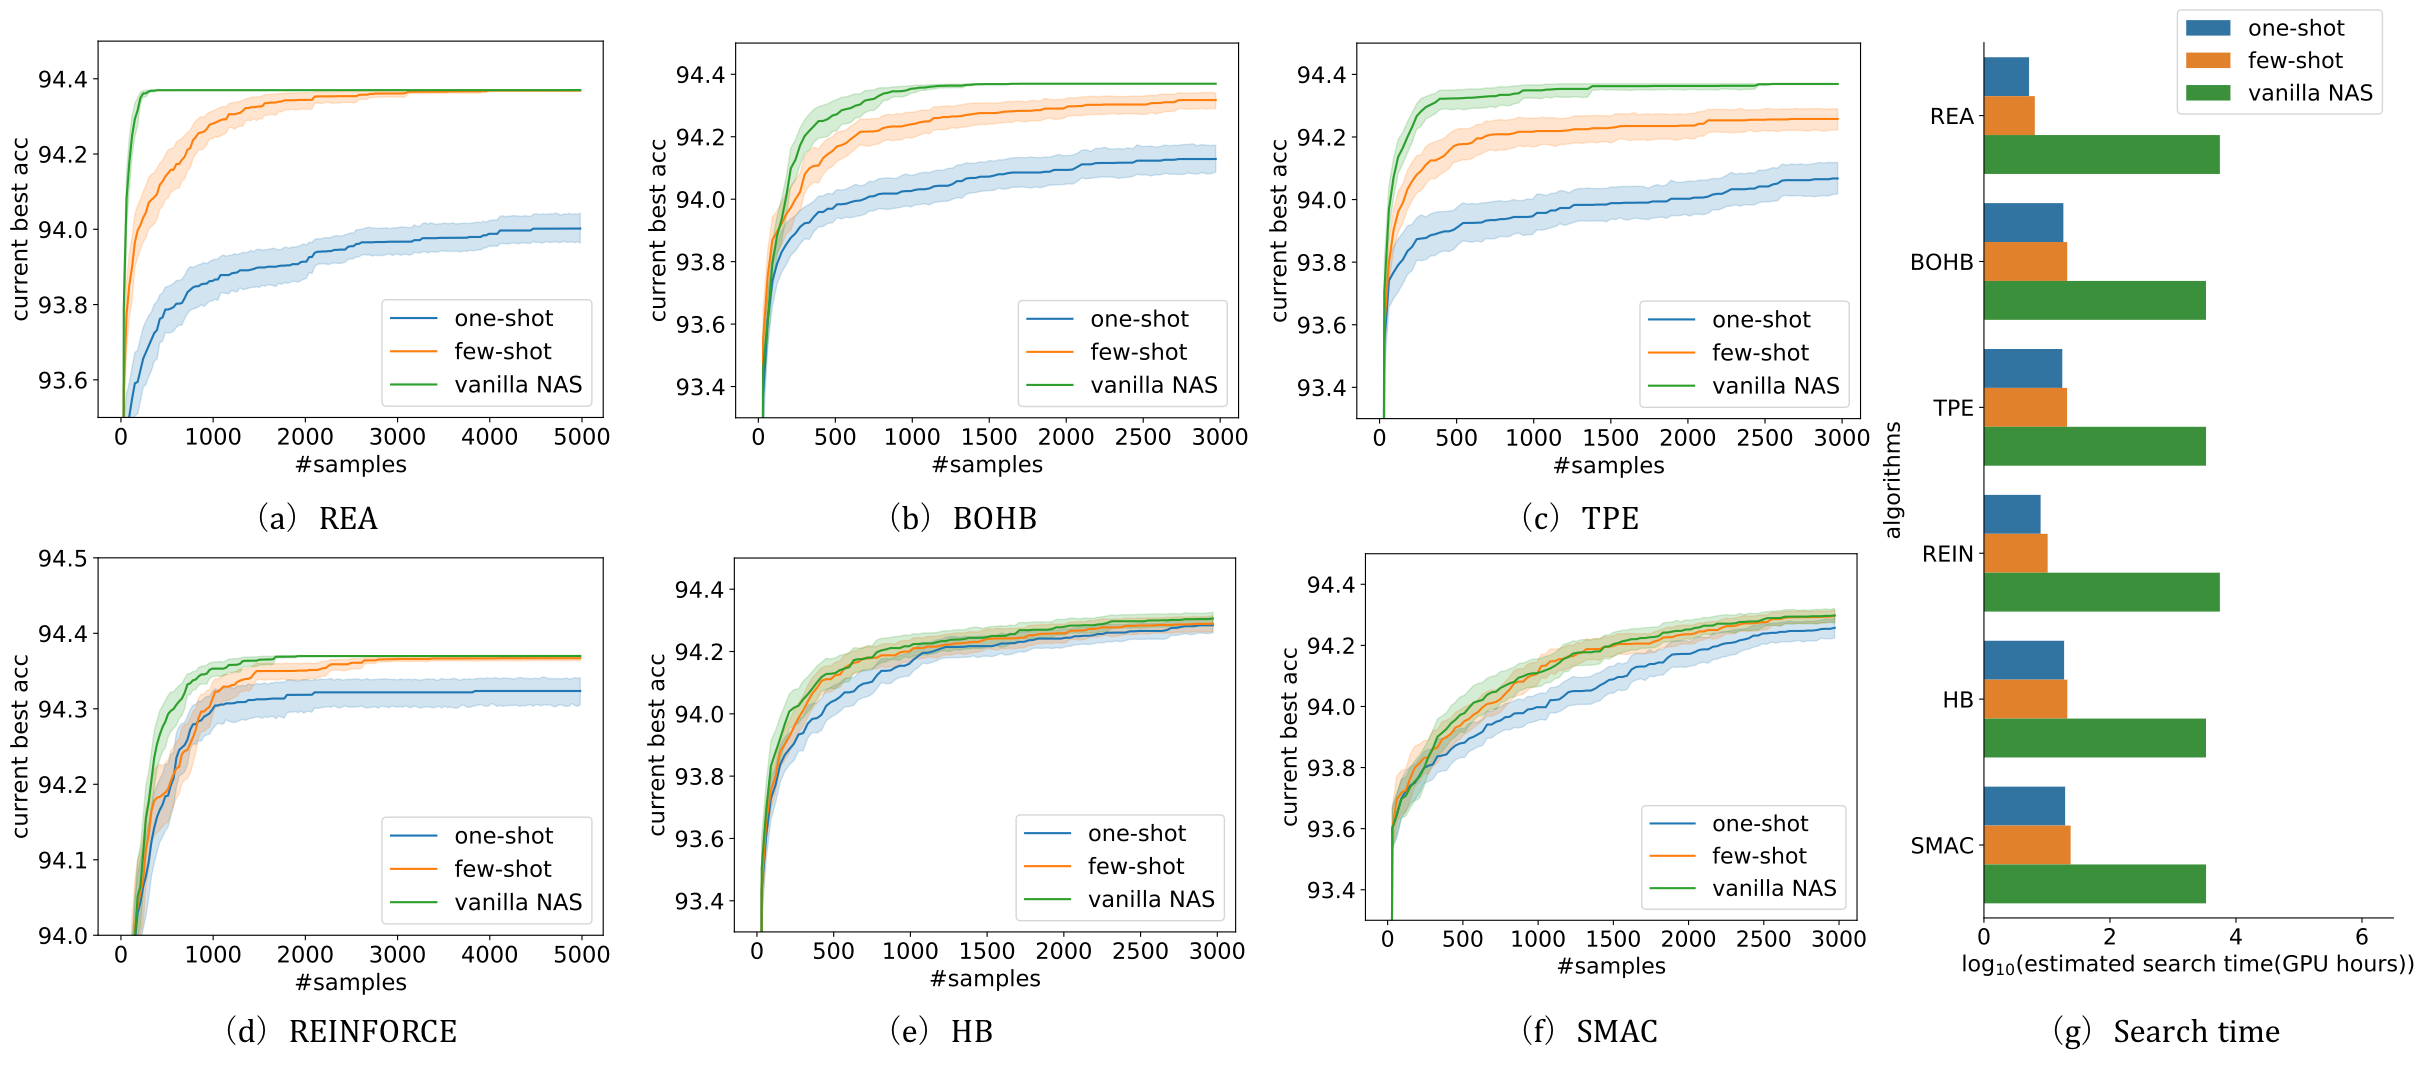 94.4
94.2
94.0
93.8
93.6
current best acc
0 1000 2000 3000 4000 5000
#samples
one-shot
few-shot
vanilla NAS
(a) REA
94.4
94.2
94.0
93.8
93.6
93.4
current best acc
0 500 1000 1500 2000 2500 3000
#samples
one-shot
few-shot
vanilla NAS
(b) BOHB
94.4
94.2
94.0
93.8
93.6
93.4
current best acc
0 500 1000 1500 2000 2500 3000
#samples
one-shot
few-shot
vanilla NAS
(c) TPE
94.5
94.4
94.3
94.2
94.1
94.0
current best acc
0 1000 2000 3000 4000 5000
#samples
one-shot
few-shot
vanilla NAS
(d) REINFORCE
94.4
94.2
94.0
93.8
93.6
93.4
current best acc
0 500 1000 1500 2000 2500 3000
#samples
one-shot
few-shot
vanilla NAS
(e) HB
94.4
94.2
94.0
93.8
93.6
93.4
current best acc
0 500 1000 1500 2000 2500 3000
#samples
one-shot
few-shot
vanilla NAS
(f) SMAC
one-shot
few-shot
vanilla NAS
REA
BOHB
TPE
REIN
HB
SMAC
algorithms
0 2 4 6
log₁₀(estimated search time(GPU hours))
(g) Search time